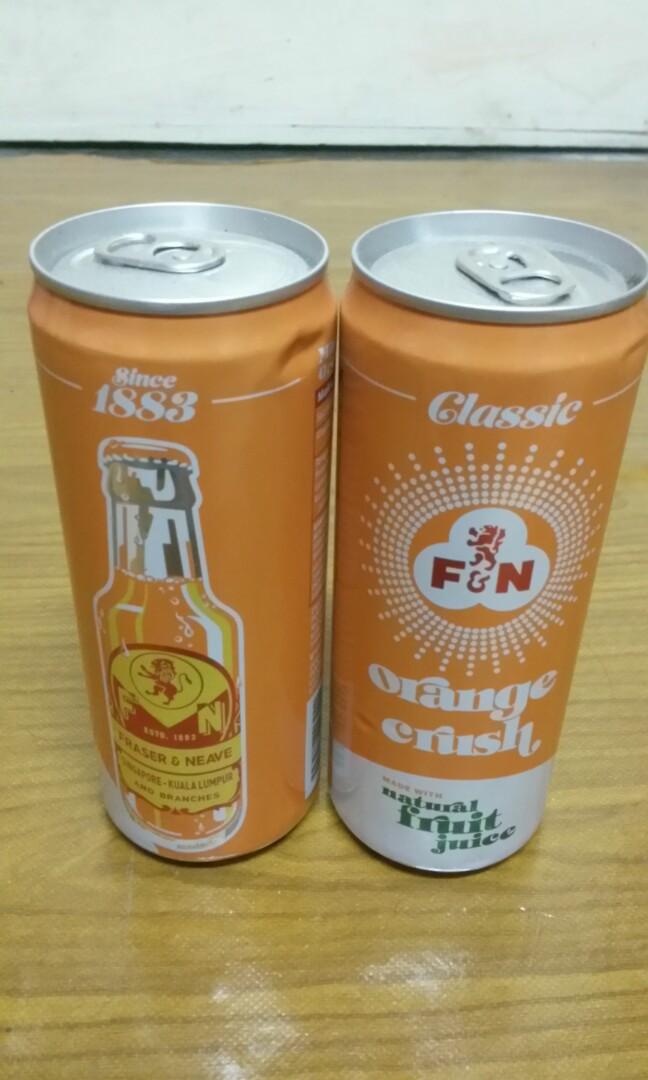 Since
1883
F N
ESTD. 1883
FRASER & NEAVE
SINGAPORE - KUALA LUMPUR
AND BRANCHES
Classic
F&N
orange
crush
MADE WITH
natural
fruit
juice